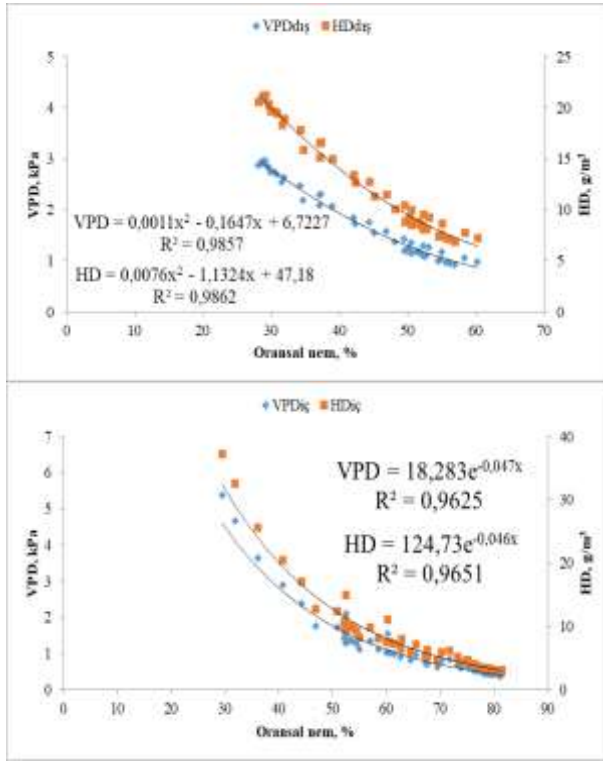 VPDdış HDdış
5 25
4 20
3 15
2 10
1 5
0 0
VPD, kPa
HD, g/m³
VPD = 0,0011x² - 0,1647x + 6,7227
R² = 0,9857
HD = 0,0076x² - 1,1324x + 47,18
R² = 0,9862
0 10 20 30 40 50 60 70
Oransal nem, %
VPDiç HDiç
7 40
6
5 30
4
3 20
2
1 10
0 0
VPD, kPa
HD, g/m³
VPD = 18,283e^-0,047x
R² = 0,9625
HD = 124,73e^-0,046x
R² = 0,9651
0 10 20 30 40 50 60 70 80 90
Oransal nem, %